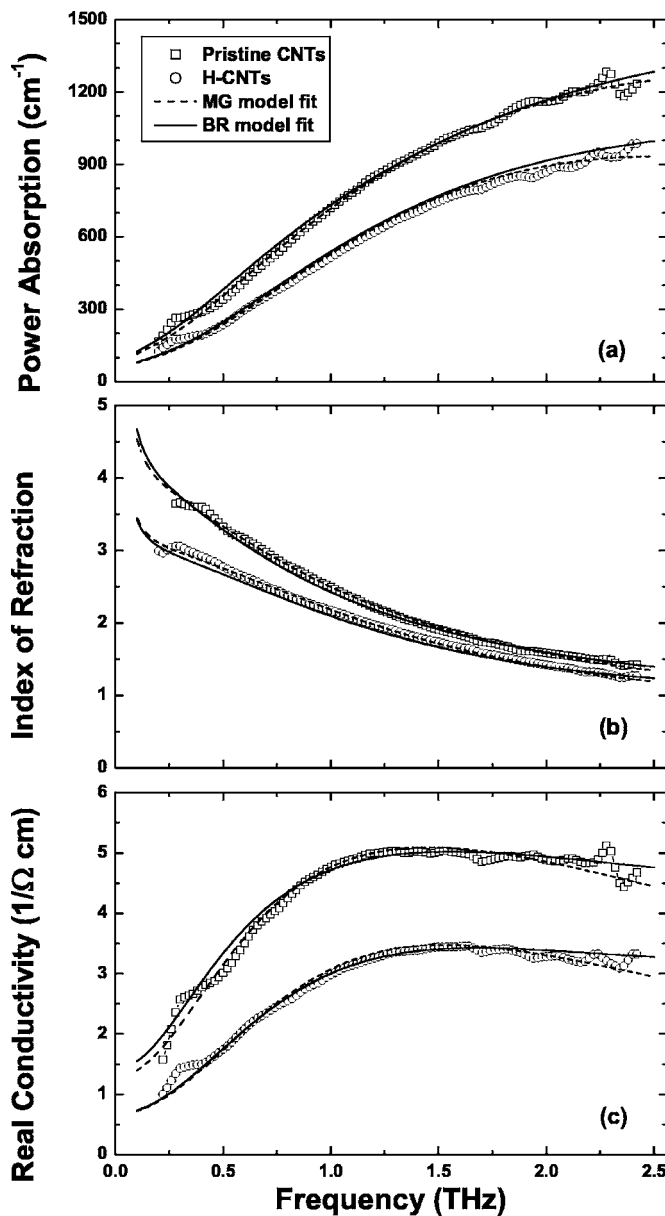 Power Absorption (cm⁻¹)
1500
1200
900
600
300
0
Pristine CNTs
H-CNTs
MG model fit
BR model fit
(a)
Index of Refraction
5
4
3
2
1
0
(b)
Real Conductivity (1/Ω cm)
6
5
4
3
2
1
0
(c)
0.0 0.5 1.0 1.5 2.0 2.5
Frequency (THz)